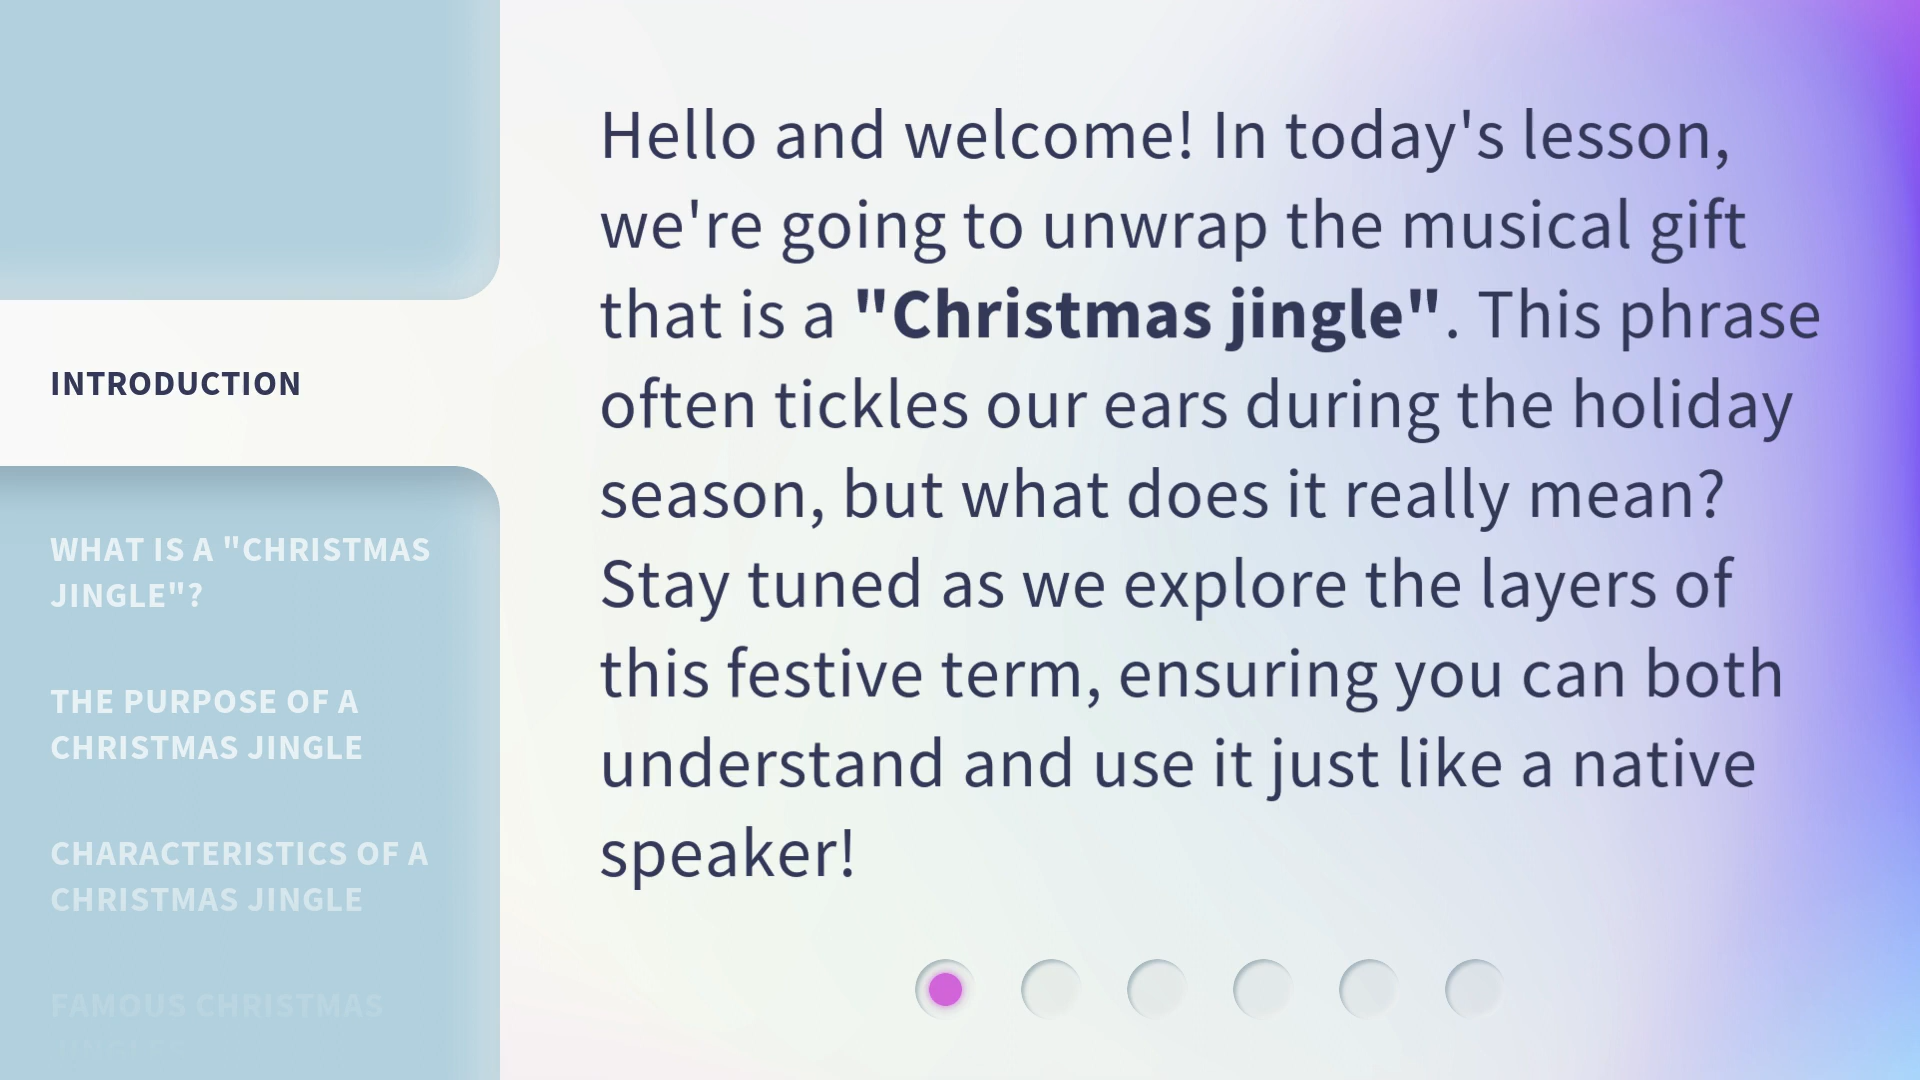 INTRODUCTION
WHAT IS A "CHRISTMAS
JINGLE"?
THE PURPOSE OF A
CHRISTMAS JINGLE
CHARACTERISTICS OF A
CHRISTMAS JINGLE
FAMOUS CHRISTMAS
JINGLES
Hello and welcome! In today's lesson,
we're going to unwrap the musical gift
that is a "Christmas jingle". This phrase
often tickles our ears during the holiday
season, but what does it really mean?
Stay tuned as we explore the layers of
this festive term, ensuring you can both
understand and use it just like a native
speaker!